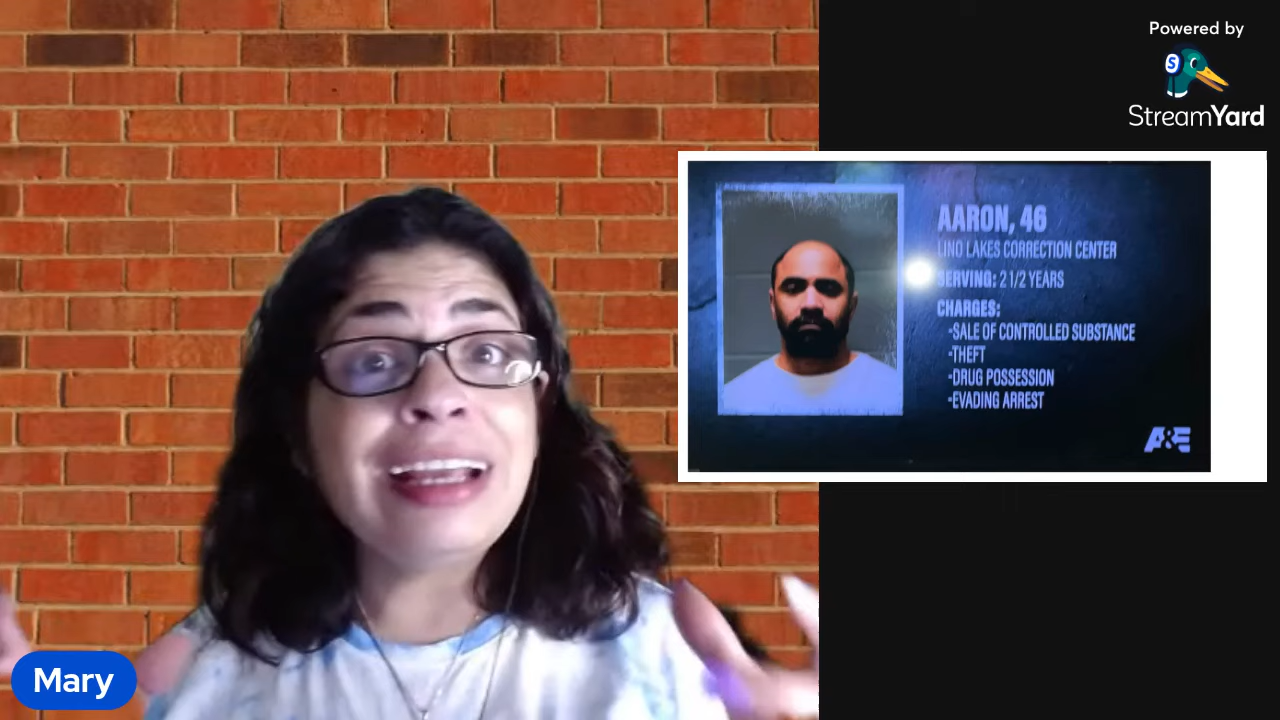 Powered by
S
StreamYard
AARON, 46
LINO LAKES CORRECTION CENTER
SERVING: 2 1/2 YEARS
CHARGES:
-SALE OF CONTROLLED SUBSTANCE
-THEFT
-DRUG POSSESSION
-EVADING ARREST
A&E
Mary